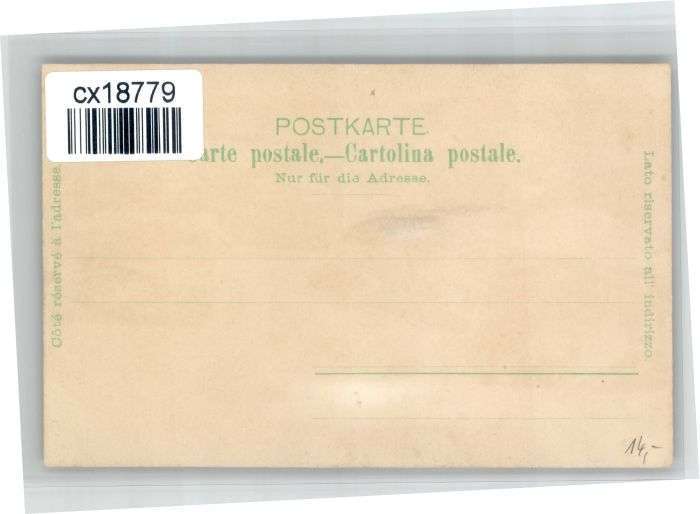 cx18779
POSTKARTE.
arte postale.—Cartolina postale.
Nur für die Adresse.
Côté réservé à l'adresse.
Lato riservato all' indirizzo.
14,-